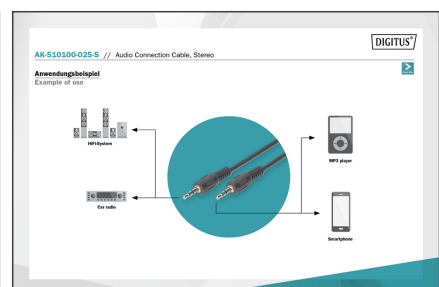 DIGITUS®
AK-510100-025-S // Audio Connection Cable, Stereo
Anwendungsbeispiel
Example of use
HiFi-System
MP3 player
Car radio
Smartphone